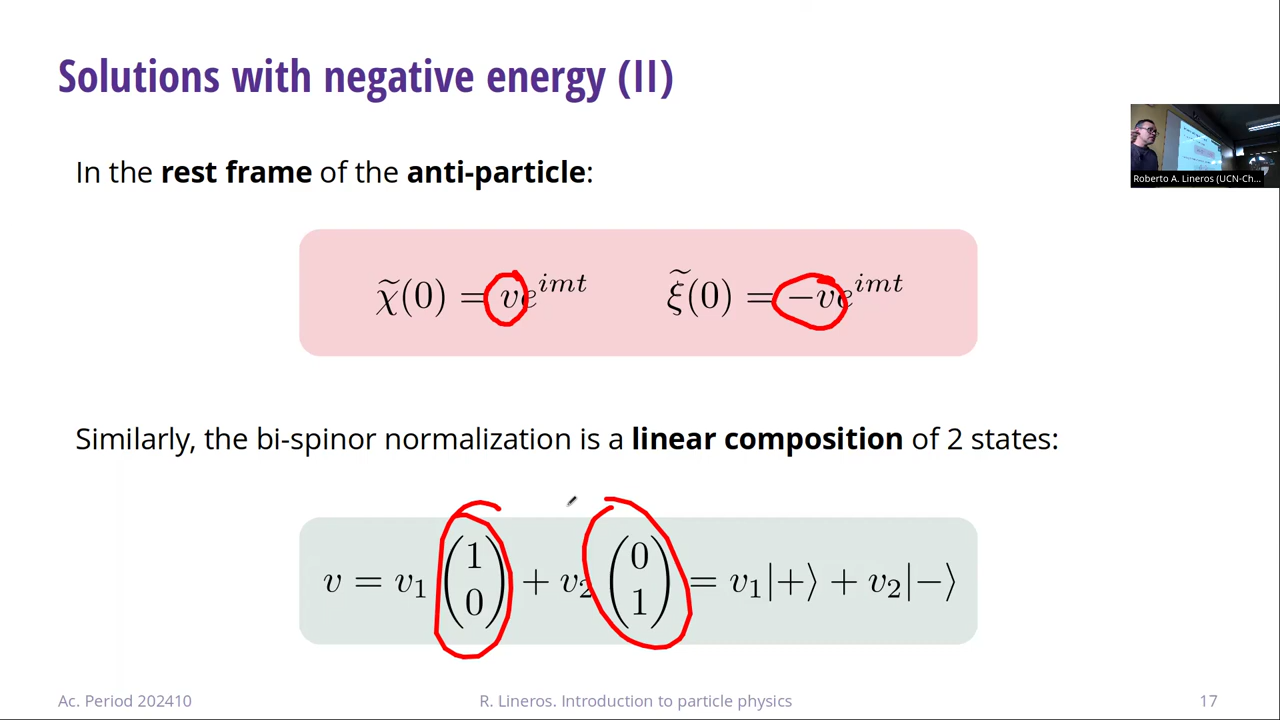 Solutions with negative energy (II)
In the rest frame of the anti-particle:
Roberto A. Lineros (UCN-Ch...
χ̃(0) = ve^{imt}    ξ̃(0) = −ve^{imt}
Similarly, the bi-spinor normalization is a linear composition of 2 states:
v = v₁ (1 0) + v₂ (0 1) = v₁|+⟩ + v₂|−⟩
Ac. Period 202410    R. Lineros. Introduction to particle physics    17